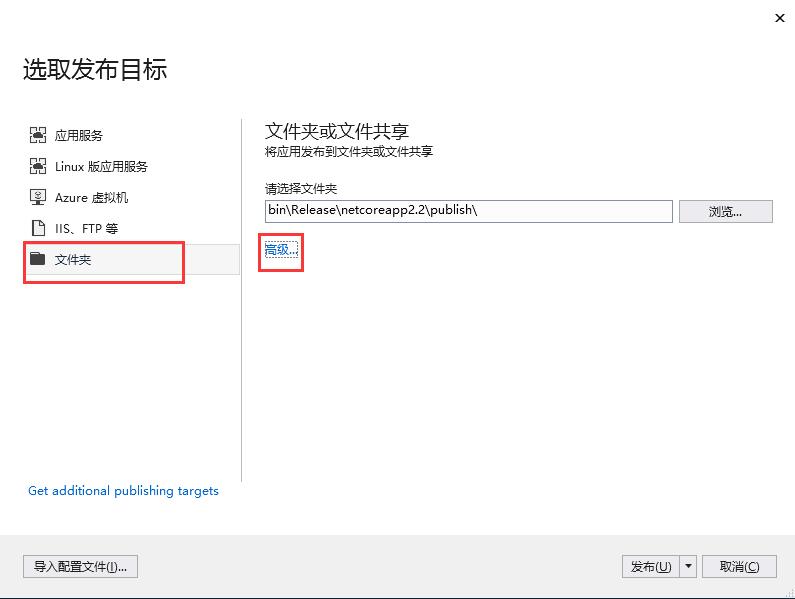 选取发布目标
应用服务
Linux 版应用服务
Azure 虚拟机
IIS、FTP 等
文件夹
Get additional publishing targets
文件夹或文件共享
将应用发布到文件夹或文件共享
请选择文件夹
bin\Release\netcoreapp2.2\publish\
浏览...
高级...
导入配置文件(I)...
发布(U)
取消(C)